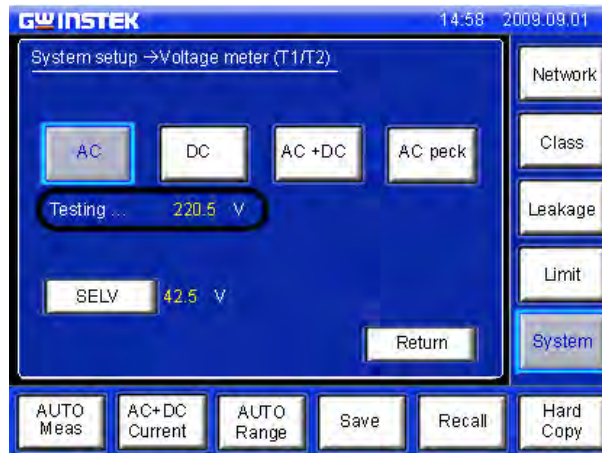 GWINSTEK 14:58 2009.09.01
System setup →Voltage meter (T1/T2)
Network
AC DC AC +DC AC peck
Class
Testing ... 220.5 V
Leakage
SELV 42.5 V
Limit
Return
System
AUTO Meas
AC+DC Current
AUTO Range
Save
Recall
Hard Copy